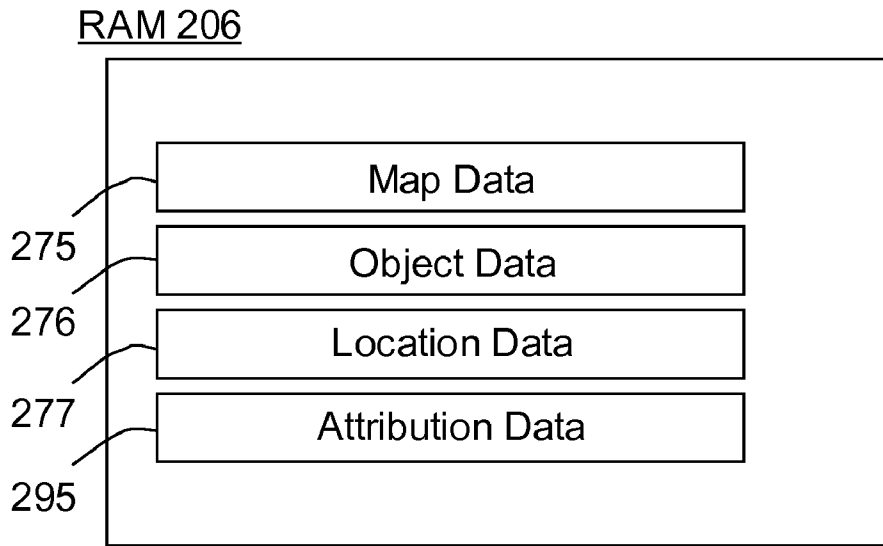 RAM 206
Map Data
275
Object Data
276
Location Data
277
Attribution Data
295